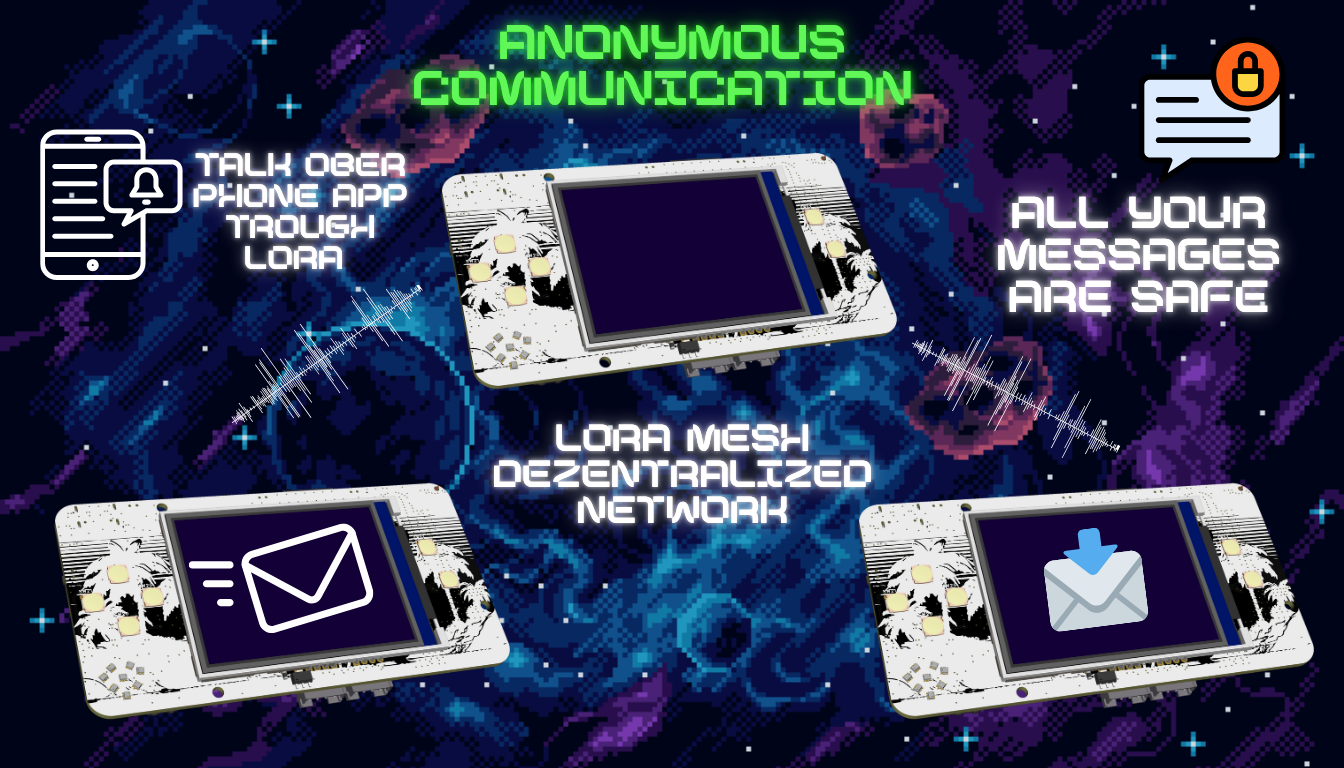 ANONYMOUS
COMMUNICATION
TALK OBER
PHONE APP
TROUGH
LORA
ALL YOUR
MESSAGES
ARE SAFE
LORA MESH
DEZENTRALIZED
NETWORK